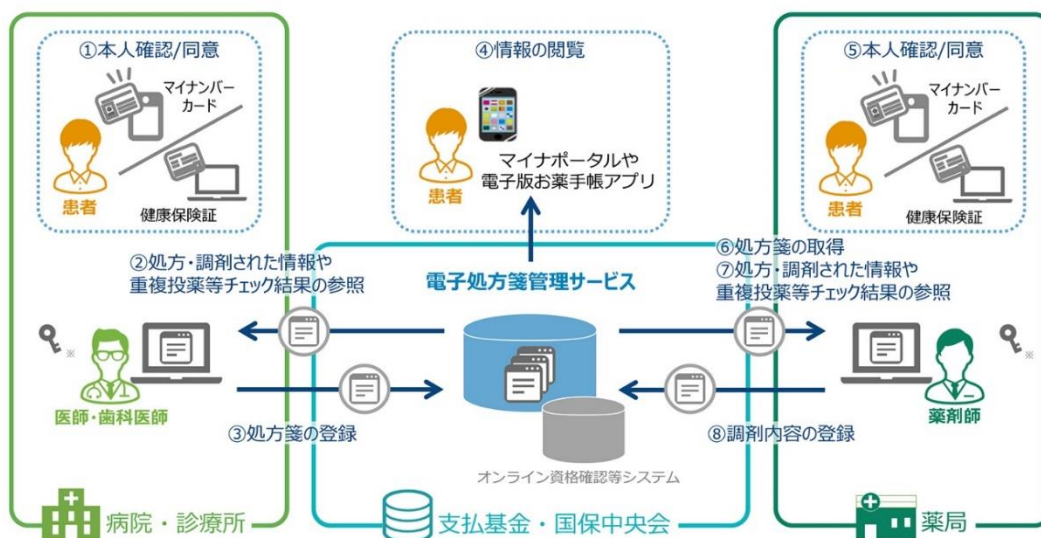 ①本人確認/同意
マイナンバー
カード
患者
健康保険証
②処方・調剤された情報や
重複投薬等チェック結果の参照
※
医師・歯科医師
③処方箋の登録
病院・診療所
④情報の閲覧
患者
マイナポータルや
電子版お薬手帳アプリ
電子処方箋管理サービス
オンライン資格確認等システム
支払基金・国保中央会
⑤本人確認/同意
マイナンバー
カード
患者
健康保険証
⑥処方箋の取得
⑦処方・調剤された情報や
重複投薬等チェック結果の参照
※
薬剤師
⑧調剤内容の登録
薬局